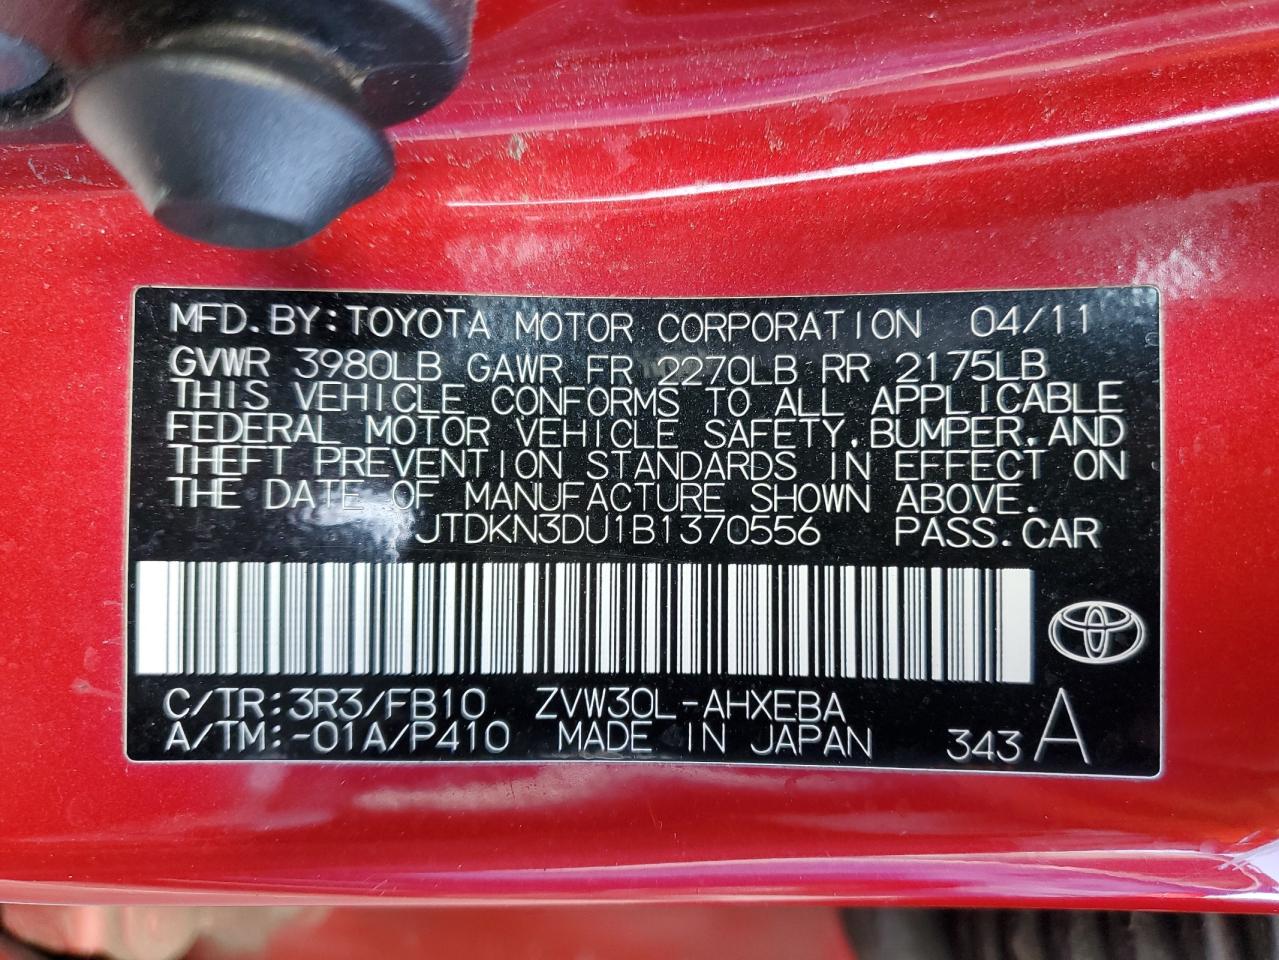 MFD.BY:TOYOTA MOTOR CORPORATION 04/11
GVWR 3980LB GAWR FR 2270LB RR 2175LB
THIS VEHICLE CONFORMS TO ALL APPLICABLE
FEDERAL MOTOR VEHICLE SAFETY,BUMPER,AND
THEFT PREVENTION STANDARDS IN EFFECT ON
THE DATE OF MANUFACTURE SHOWN ABOVE.
JTDKN3DU1B1370556 PASS.CAR
C/TR:3R3/FB10 ZVW30L-AHXEBA
A/TM:-01A/P410 MADE IN JAPAN 343 A